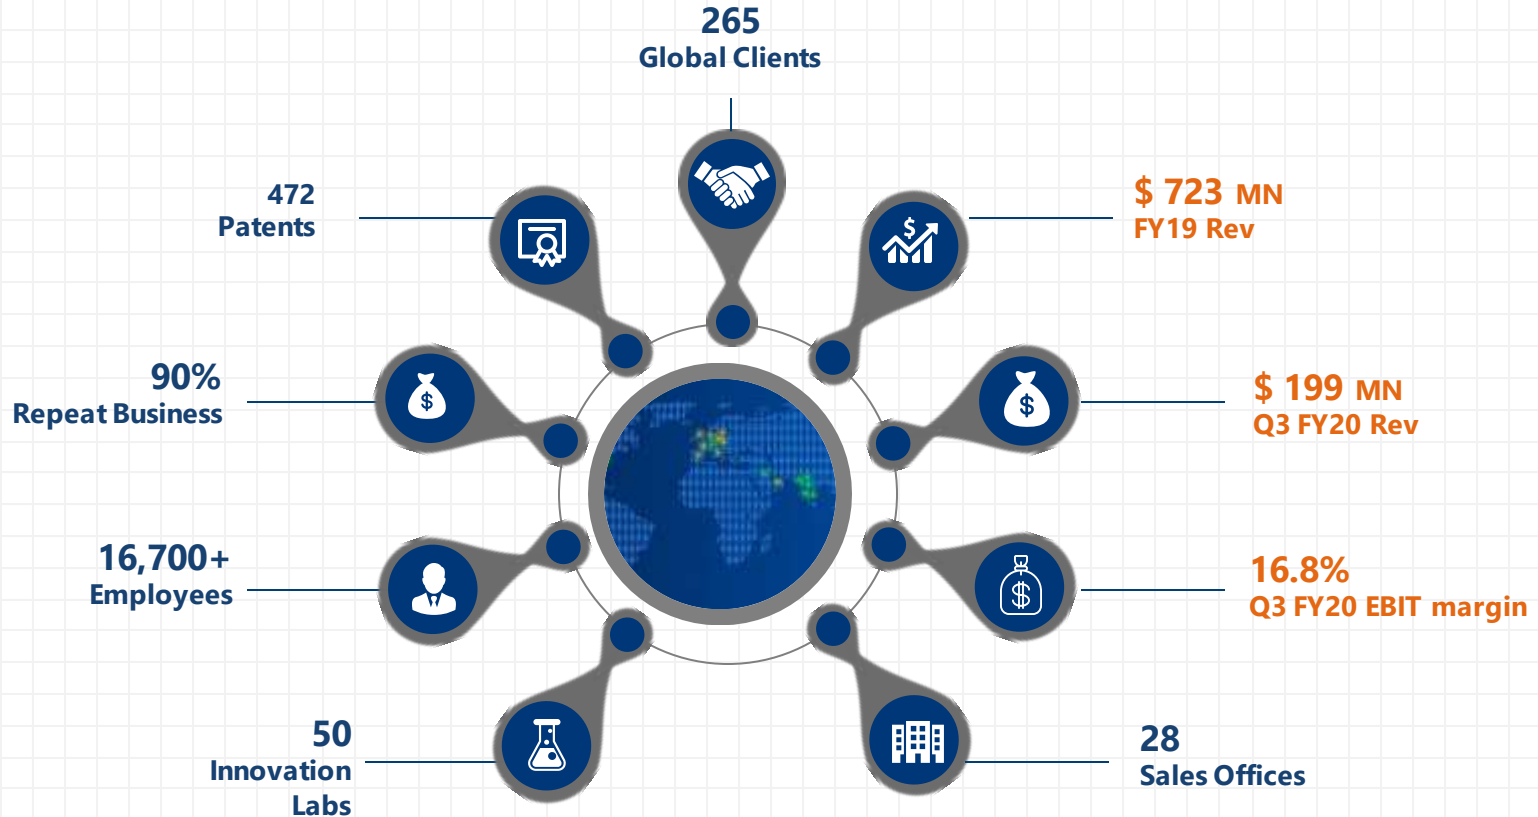 265
Global Clients
472
Patents
$ 723 MN
FY19 Rev
90%
Repeat Business
$ 199 MN
Q3 FY20 Rev
16,700+
Employees
16.8%
Q3 FY20 EBIT margin
50
Innovation
Labs
28
Sales Offices